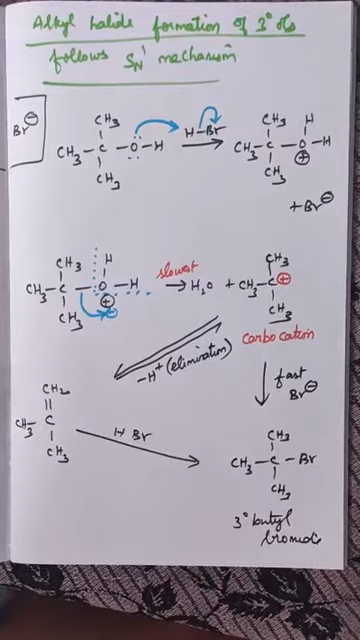 Alkyl halide formation of 3° ols
follows SN¹ mechanism
Br⊖
CH₃
CH₃-C-Ö-H
CH₃
H-Br
CH₃ H
CH₃-C-O-H
⊕
CH₃
+ Br⊖
CH₃ H
CH₃-C-O-H
⊕
⊖
CH₃
slowest
→ H₂O +
CH₃
CH₃-C⊕
CH₃
Carbocation
-H⁺ (elimination)
fast
Br⊖
CH₂
||
CH₃-C
CH₃
H Br
CH₃
CH₃-C-Br
CH₃
3° butyl
bromide